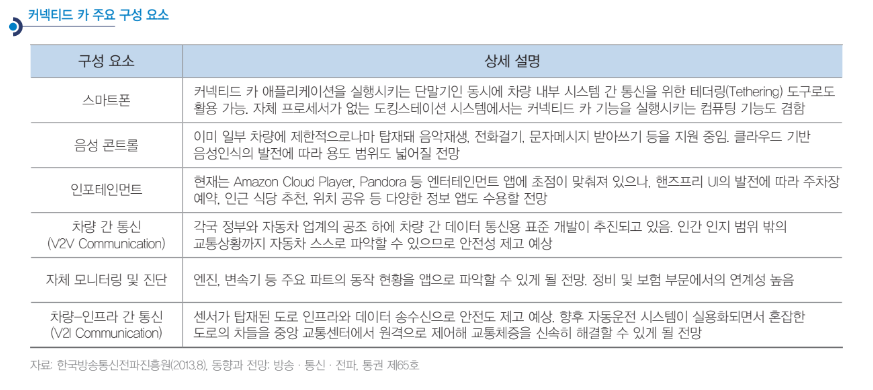 커넥티드 카 주요 구성 요소
구성 요소 상세 설명
스마트폰
커넥티드 카 애플리케이션을 실행시키는 단말기인 동시에 차량 내부 시스템 간 통신을 위한 테더링(Tethering) 도구로도
활용 가능. 자체 프로세서가 없는 도킹스테이션 시스템에서는 커넥티드 카 기능을 실행시키는 컴퓨팅 기능도 겸함
음성 콘트롤
이미 일부 차량에 제한적으로나마 탑재돼 음악재생, 전화걸기, 문자메시지 받아쓰기 등을 지원 중임. 클라우드 기반
음성인식의 발전에 따라 용도 범위도 넓어질 전망
인포테인먼트
현재는 Amazon Cloud Player, Pandora 등 엔터테인먼트 앱에 초점이 맞춰져 있으나, 핸즈프리 UI의 발전에 따라 주차장
예약, 인근 식당 추천, 위치 공유 등 다양한 정보 앱도 수용할 전망
차량 간 통신
(V2V Communication)
각국 정부와 자동차 업계의 공조 하에 차량 간 데이터 통신용 표준 개발이 추진되고 있음. 인간 인지 범위 밖의
교통상황까지 자동차 스스로 파악할 수 있으므로 안전성 제고 예상
자체 모니터링 및 진단
엔진, 변속기 등 주요 파트의 동작 현황을 앱으로 파악할 수 있게 될 전망. 정비 및 보험 부문에서의 연계성 높음
차량-인프라 간 통신
(V2I Communication)
센서가 탑재된 도로 인프라와 데이터 송수신으로 안전도 제고 예상. 향후 자동운전 시스템이 실용화되면서 혼잡한
도로의 차들을 중앙 교통센터에서 원격으로 제어해 교통체증을 신속히 해결할 수 있게 될 전망
자료: 한국방송통신전파진흥원(2013.8), 동향과 전망: 방송 · 통신 · 전파, 통권 제65호